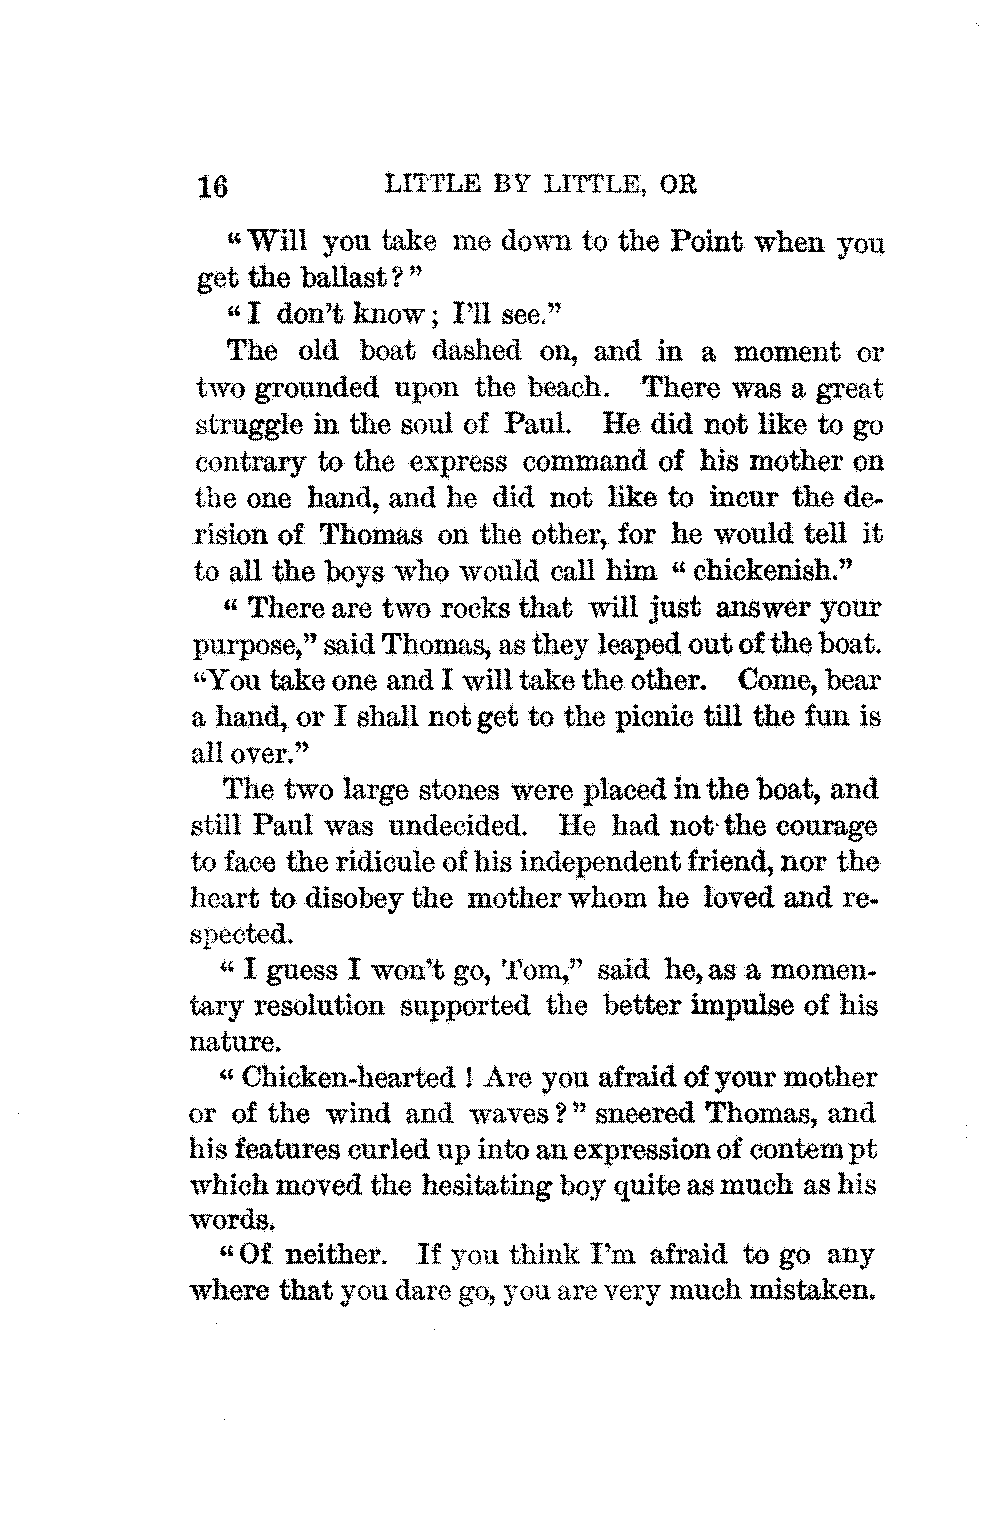 16 LITTLE BY LITTLE, OR
“Will you take me down to the Point when you
get the ballast?”
“I don’t know; I’ll see.”
The old boat dashed on, and in a moment or
two grounded upon the beach. There was a great
struggle in the soul of Paul. He did not like to go
contrary to the express command of his mother on
the one hand, and he did not like to incur the de-
rision of Thomas on the other, for he would tell it
to all the boys who would call him “chickenish.”
“There are two rocks that will just answer your
purpose,” said Thomas, as they leaped out of the boat.
“You take one and I will take the other. Come, bear
a hand, or I shall not get to the picnic till the fun is
all over.”
The two large stones were placed in the boat, and
still Paul was undecided. He had not the courage
to face the ridicule of his independent friend, nor the
heart to disobey the mother whom he loved and re-
spected.
“I guess I won’t go, Tom,” said he, as a momen-
tary resolution supported the better impulse of his
nature.
“Chicken-hearted! Are you afraid of your mother
or of the wind and waves?” sneered Thomas, and
his features curled up into an expression of contempt
which moved the hesitating boy quite as much as his
words.
“Of neither. If you think I’m afraid to go any
where that you dare go, you are very much mistaken.